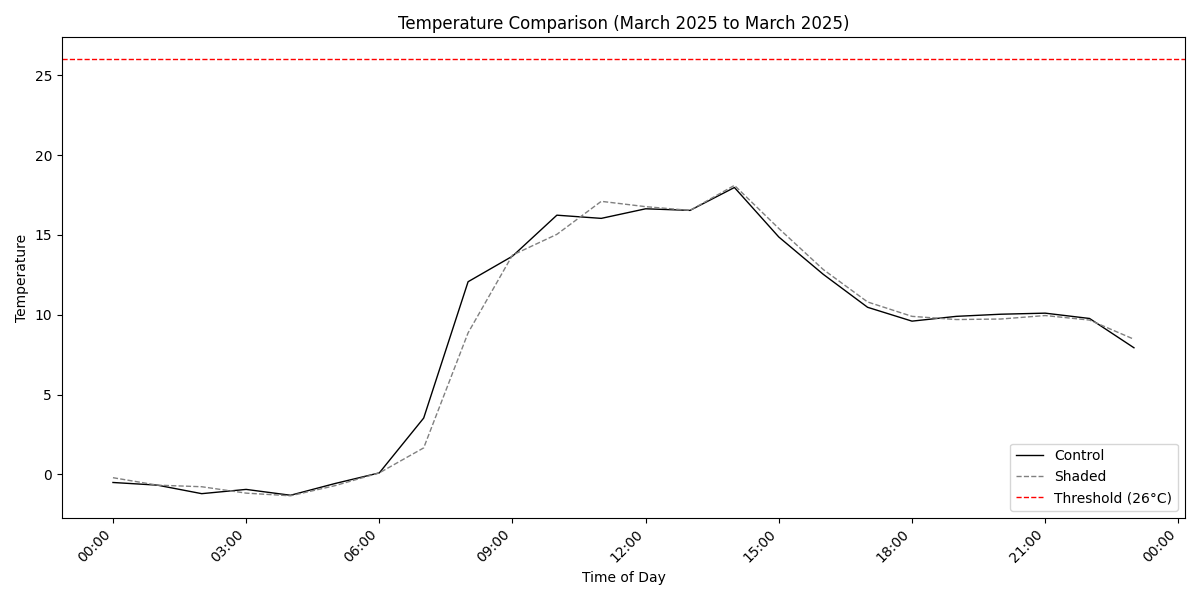 Temperature Comparison (March 2025 to March 2025)
25
20
15
10
5
0
Temperature
Control
Shaded
Threshold (26°C)
00:00
03:00
06:00
09:00
12:00
15:00
18:00
21:00
00:00
Time of Day